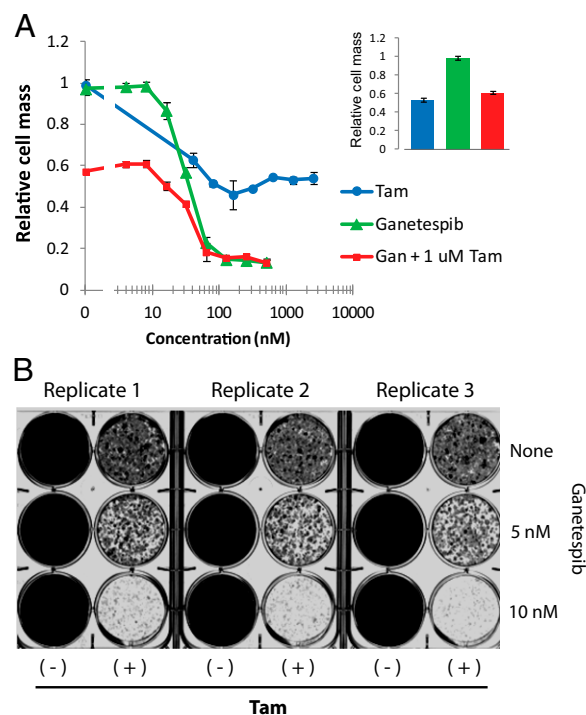 A
Relative cell mass
1.2
1
0.8
0.6
0.4
0.2
0
0
10
100
1000
10000
Concentration (nM)
Relative cell mass
1.2
1
0.8
0.6
0.4
0.2
0
Tam
Ganetespib
Gan + 1 uM Tam
B
Replicate 1 Replicate 2 Replicate 3
None
5 nM
10 nM
Ganetespib
(-) (+) (-) (+) (-) (+)
Tam